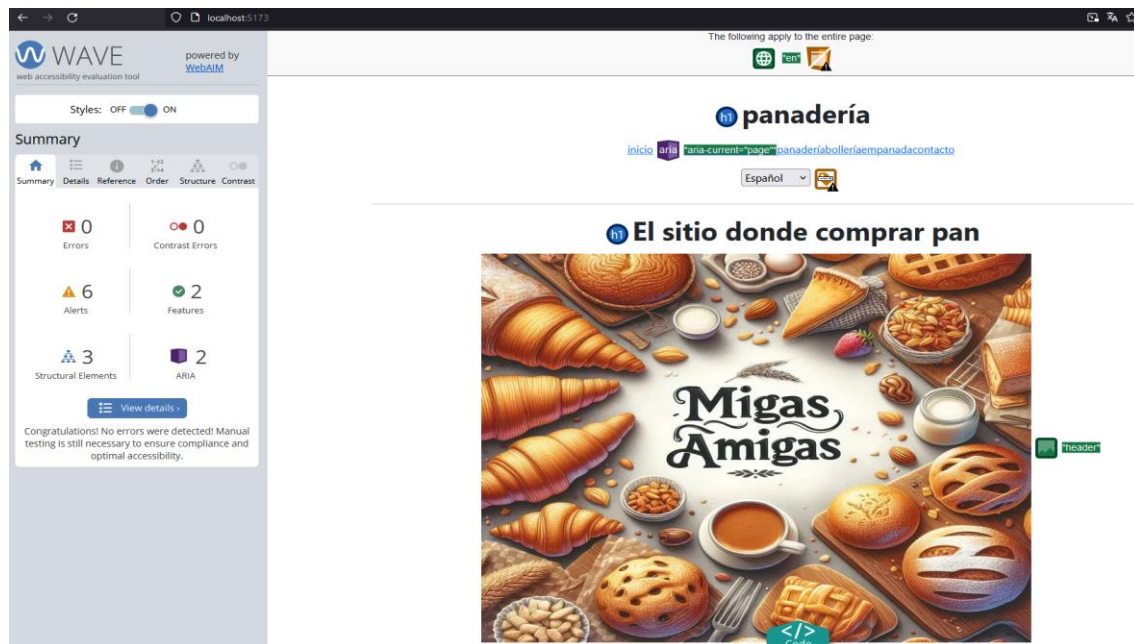 localhost:5173
WAVE
web accessibility evaluation tool
powered by
WebAIM
Styles: OFF ON
Summary
Summary Details Reference Order Structure Contrast
0
Errors
0
Contrast Errors
6
Alerts
2
Features
3
Structural Elements
2
ARIA
View details ›
Congratulations! No errors were detected! Manual
testing is still necessary to ensure compliance and
optimal accessibility.
The following apply to the entire page:
"en"
h1 panadería
inicio aria *aria-current="page"* panaderíabolleríaempanadacontacto
Español
h1 El sitio donde comprar pan
Migas
Amigas
*header*
</>
Code